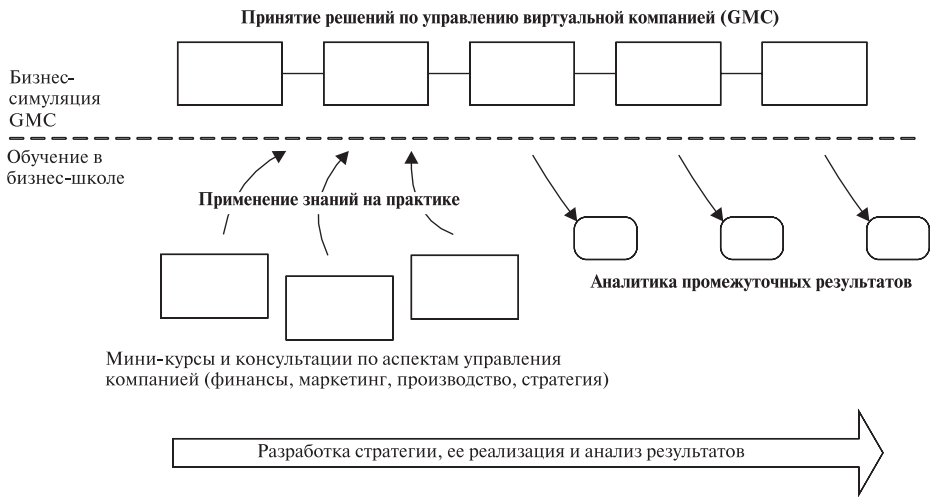 Принятие решений по управлению виртуальной компанией (GMC)
Бизнес-
симуляция
GMC
Обучение в
бизнес-школе
Применение знаний на практике
Аналитика промежуточных результатов
Мини-курсы и консультации по аспектам управления
компанией (финансы, маркетинг, производство, стратегия)
Разработка стратегии, ее реализация и анализ результатов